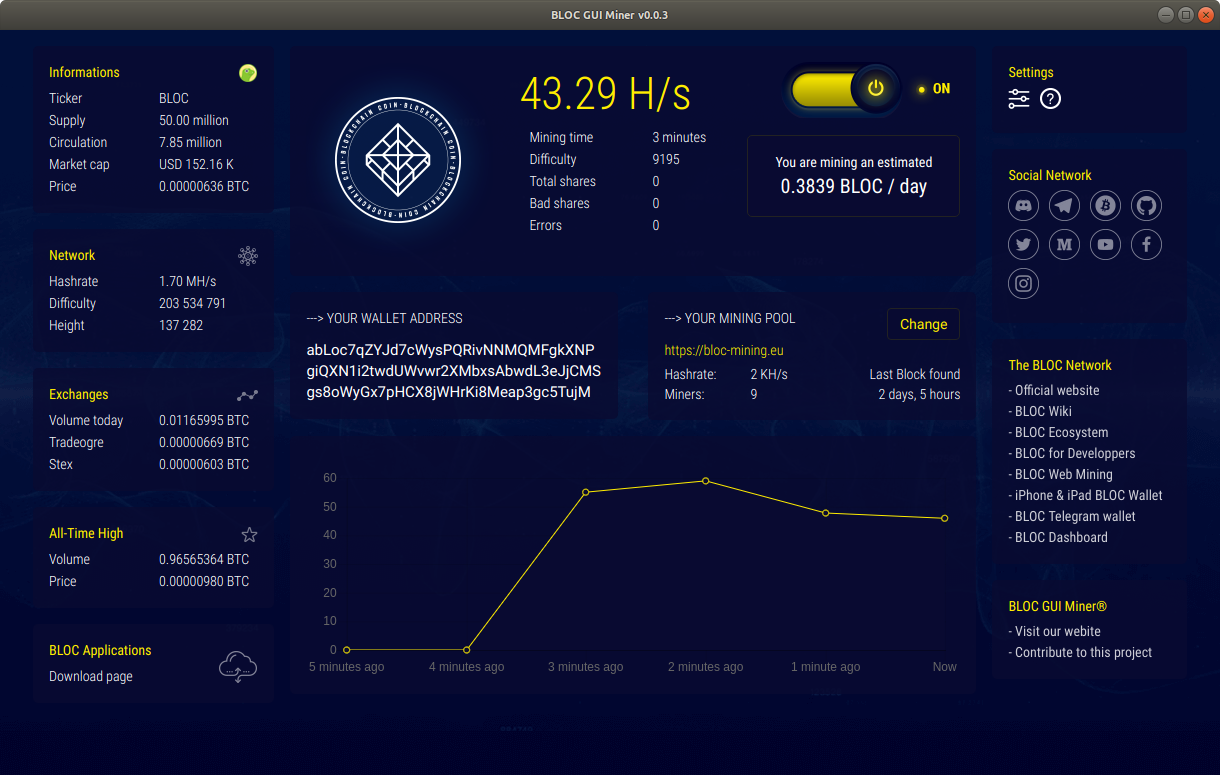 BLOC GUI Miner v0.0.3
Informations
Ticker BLOC
Supply 50.00 million
Circulation 7.85 million
Market cap USD 152.16 K
Price 0.00000636 BTC
Network
Hashrate 1.70 MH/s
Difficulty 203 534 791
Height 137 282
Exchanges
Volume today 0.01165995 BTC
Tradeogre 0.00000669 BTC
Stex 0.00000603 BTC
All-Time High
Volume 0.96565364 BTC
Price 0.00000980 BTC
BLOC Applications
Download page
BLOCKCHAIN COIN-BLOCKCHAIN COIN-BLOCKCHAIN COIN-
43.29 H/s
Mining time 3 minutes
Difficulty 9195
Total shares 0
Bad shares 0
Errors 0
ON
You are mining an estimated
0.3839 BLOC / day
---> YOUR WALLET ADDRESS
abLoc7qZYJd7cWysPQRivNNMQMFgkXNP
giQXN1i2twdUWvwr2XMbxsAbwdL3eJjCMS
gs8oWyGx7pHCX8jWHrKi8Meap3gc5TujM
---> YOUR MINING POOL
Change
https://bloc-mining.eu
Hashrate: 2 KH/s Last Block found
Miners: 9 2 days, 5 hours
60
50
40
30
20
10
0
5 minutes ago 4 minutes ago 3 minutes ago 2 minutes ago 1 minute ago Now
Settings
?
Social Network
The BLOC Network
- Official website
- BLOC Wiki
- BLOC Ecosystem
- BLOC for Developpers
- BLOC Web Mining
- iPhone & iPad BLOC Wallet
- BLOC Telegram wallet
- BLOC Dashboard
BLOC GUI Miner®
- Visit our webite
- Contribute to this project